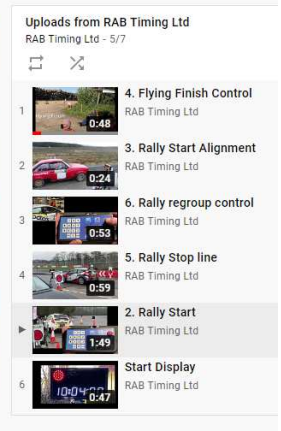 Uploads from RAB Timing Ltd
RAB Timing Ltd - 5/7
1
0:48
4. Flying Finish Control
RAB Timing Ltd
2
0:24
3. Rally Start Alignment
RAB Timing Ltd
3
0:53
6. Rally regroup control
RAB Timing Ltd
4
0:59
5. Rally Stop line
RAB Timing Ltd
1:49
2. Rally Start
RAB Timing Ltd
6
10:04
0:47
Start Display
RAB Timing Ltd